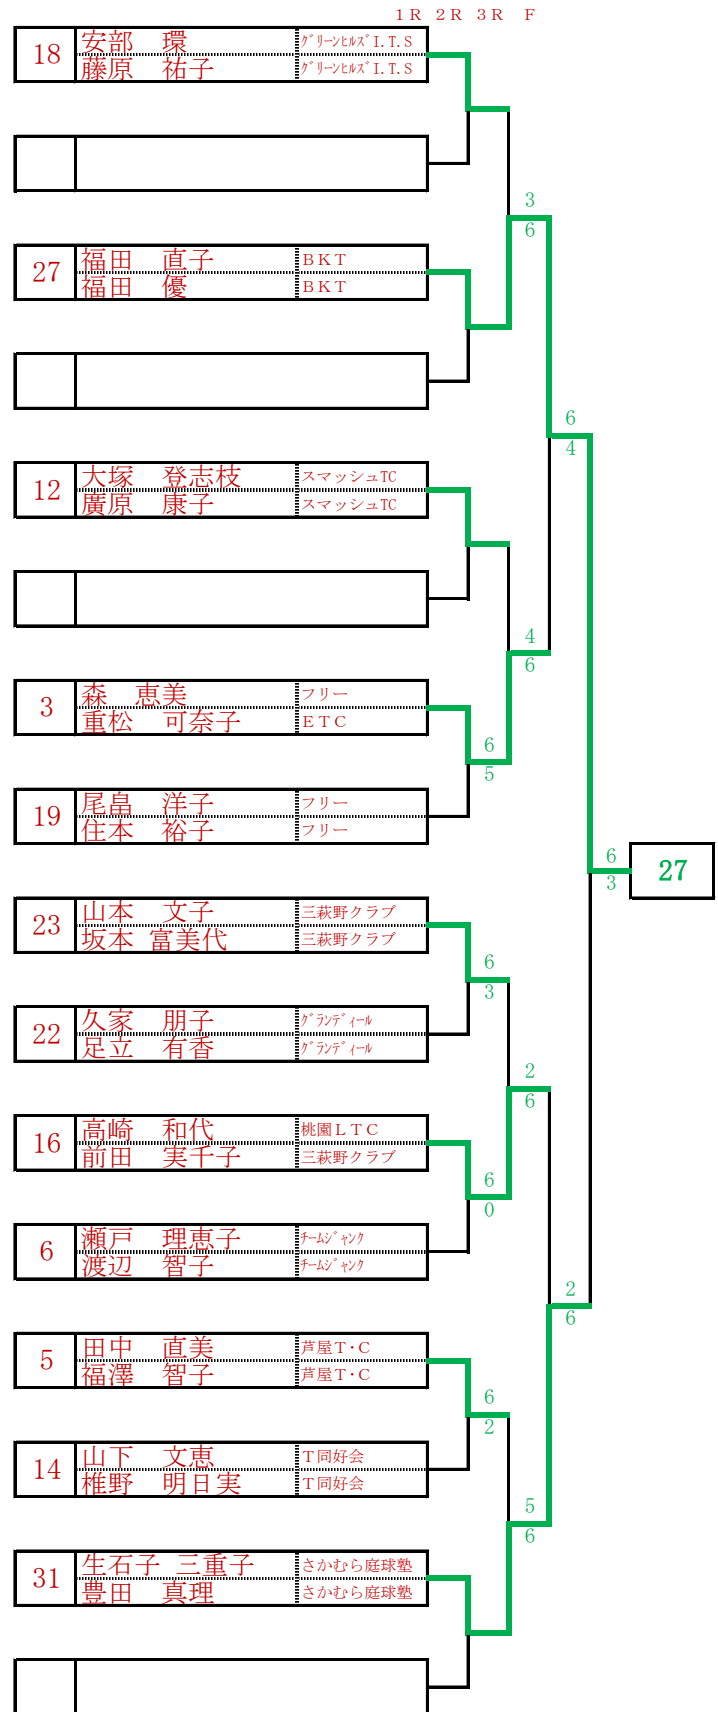 1R 2R 3R F
18 安部 環 グリーンヒルズI.T.S
藤原 祐子 グリーンヒルズI.T.S
3
6
27 福田 直子 BKT
福田 優 BKT
6
4
12 大塚 登志枝 スマッシュTC
廣原 康子 スマッシュTC
4
6
3 森 恵美 フリー
重松 可奈子 ETC
6
5
19 尾畠 洋子 フリー
住本 裕子 フリー
6
3
27
23 山本 文子 三萩野クラブ
坂本 富美代 三萩野クラブ
6
3
22 久家 朋子 グランディール
足立 有香 グランディール
2
6
16 高崎 和代 桃園LTC
前田 実千子 三萩野クラブ
6
0
6 瀬戸 理恵子 チームジャンク
渡辺 智子 チームジャンク
2
6
5 田中 直美 芦屋T・C
福澤 智子 芦屋T・C
6
2
14 山下 文恵 T同好会
椎野 明日実 T同好会
5
6
31 生石子 三重子 さかむら庭球塾
豊田 真理 さかむら庭球塾